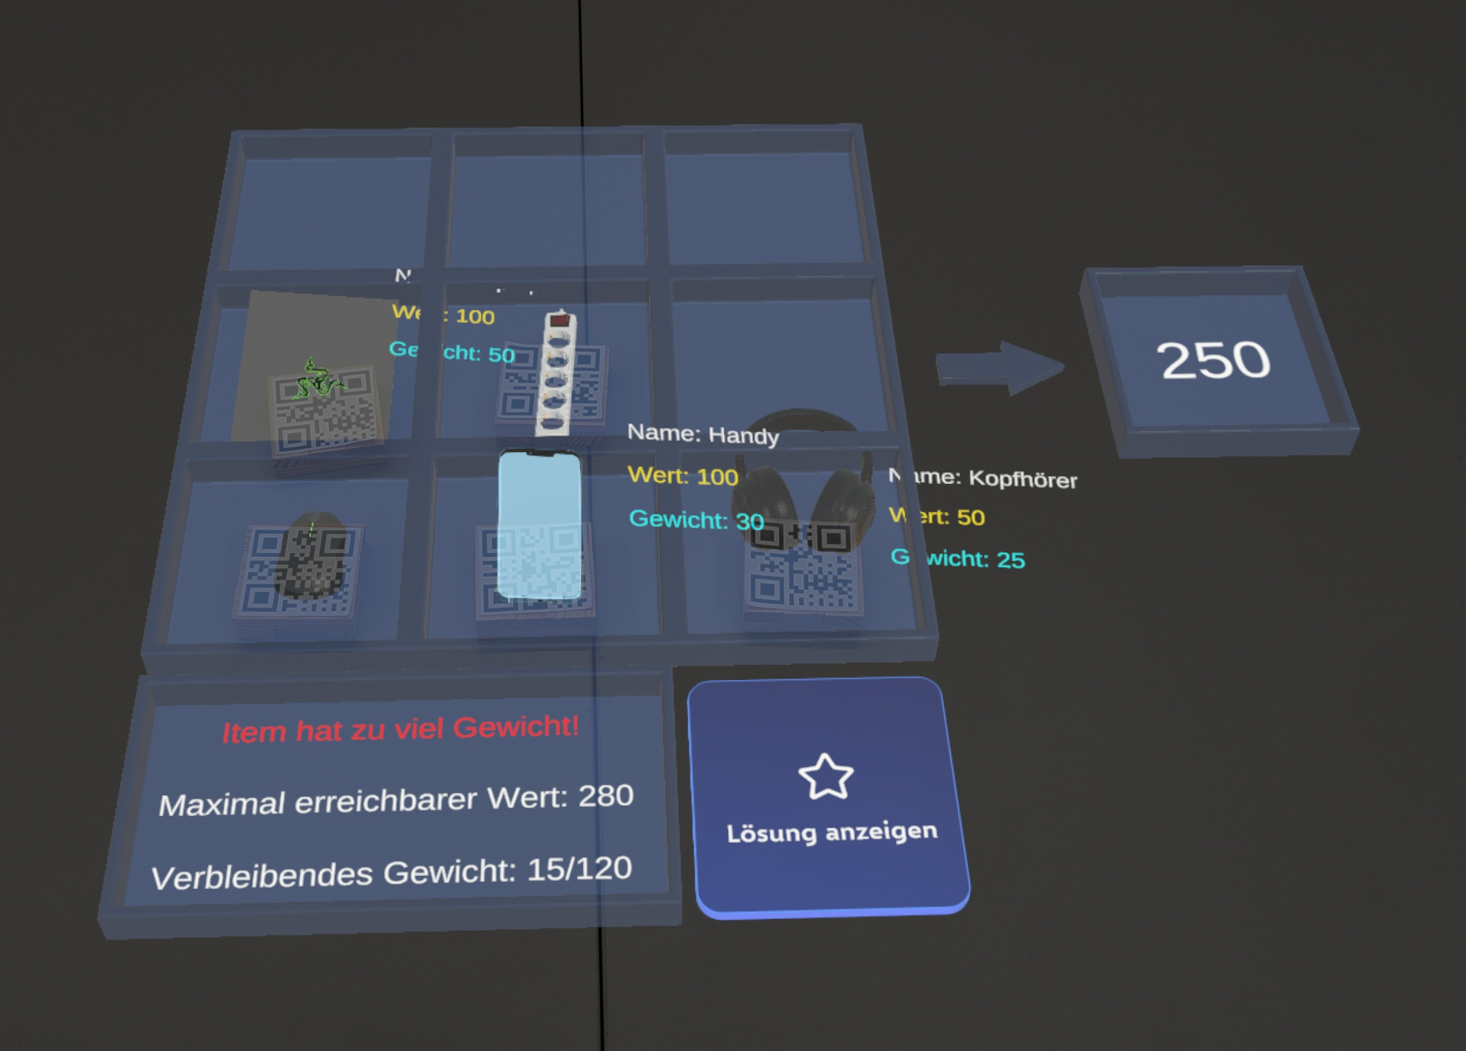 Wert: 100
Gewicht: 50
Name: Handy
Wert: 100
Gewicht: 30
Name: Kopfhörer
Wert: 50
Gewicht: 25
250
Item hat zu viel Gewicht!
Maximal erreichbarer Wert: 280
Verbleibendes Gewicht: 15/120
Lösung anzeigen